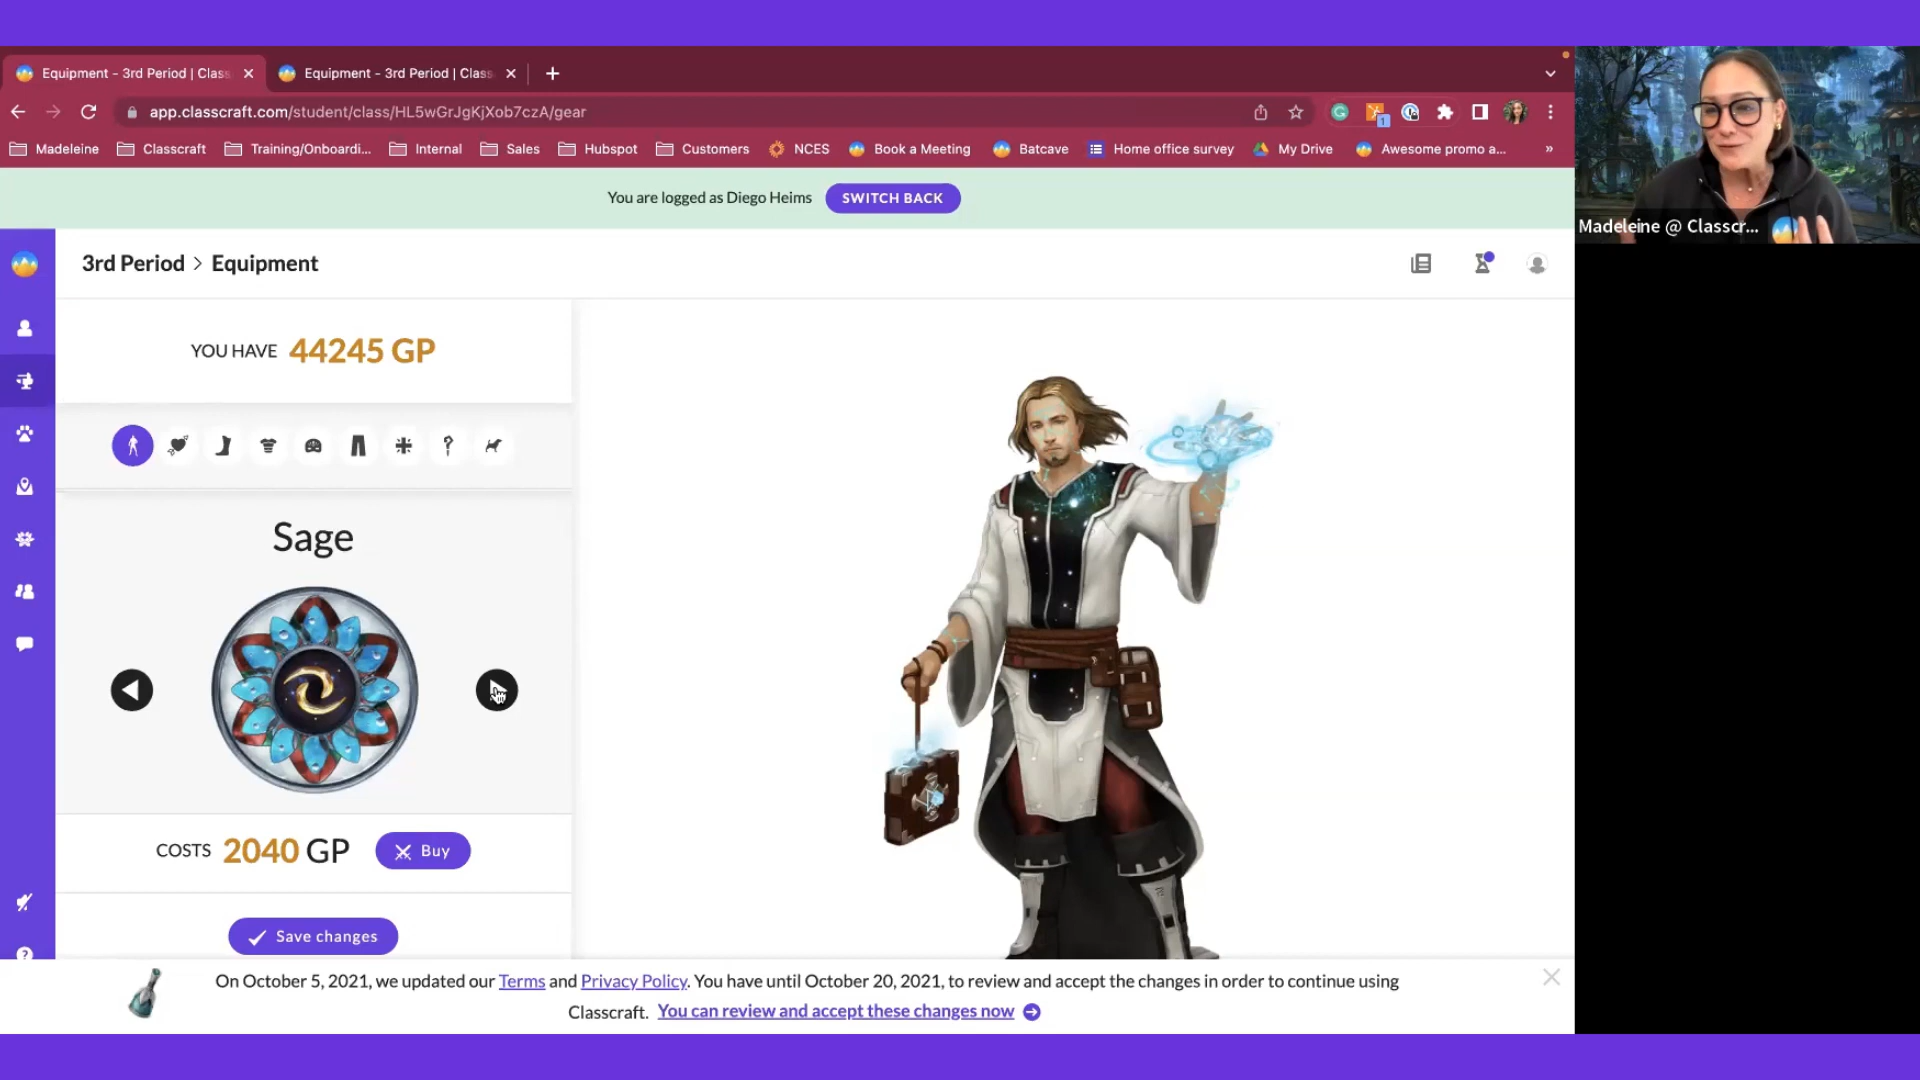 Equipment - 3rd Period | Class
Equipment - 3rd Period | Class
app.classcraft.com/student/class/HL5wGrJgKjXob7czA/gear
1
Madeleine
Classcraft
Training/Onboardi...
Internal
Sales
Hubspot
Customers
NCES
Book a Meeting
Batcave
Home office survey
My Drive
Awesome promo a...
»
You are logged as Diego Heims
SWITCH BACK
Madeleine @ Classcr...
3rd Period > Equipment
YOU HAVE 44245 GP
Sage
COSTS 2040 GP
Buy
Save changes
On October 5, 2021, we updated our Terms and Privacy Policy. You have until October 20, 2021, to review and accept the changes in order to continue using
Classcraft. You can review and accept these changes now